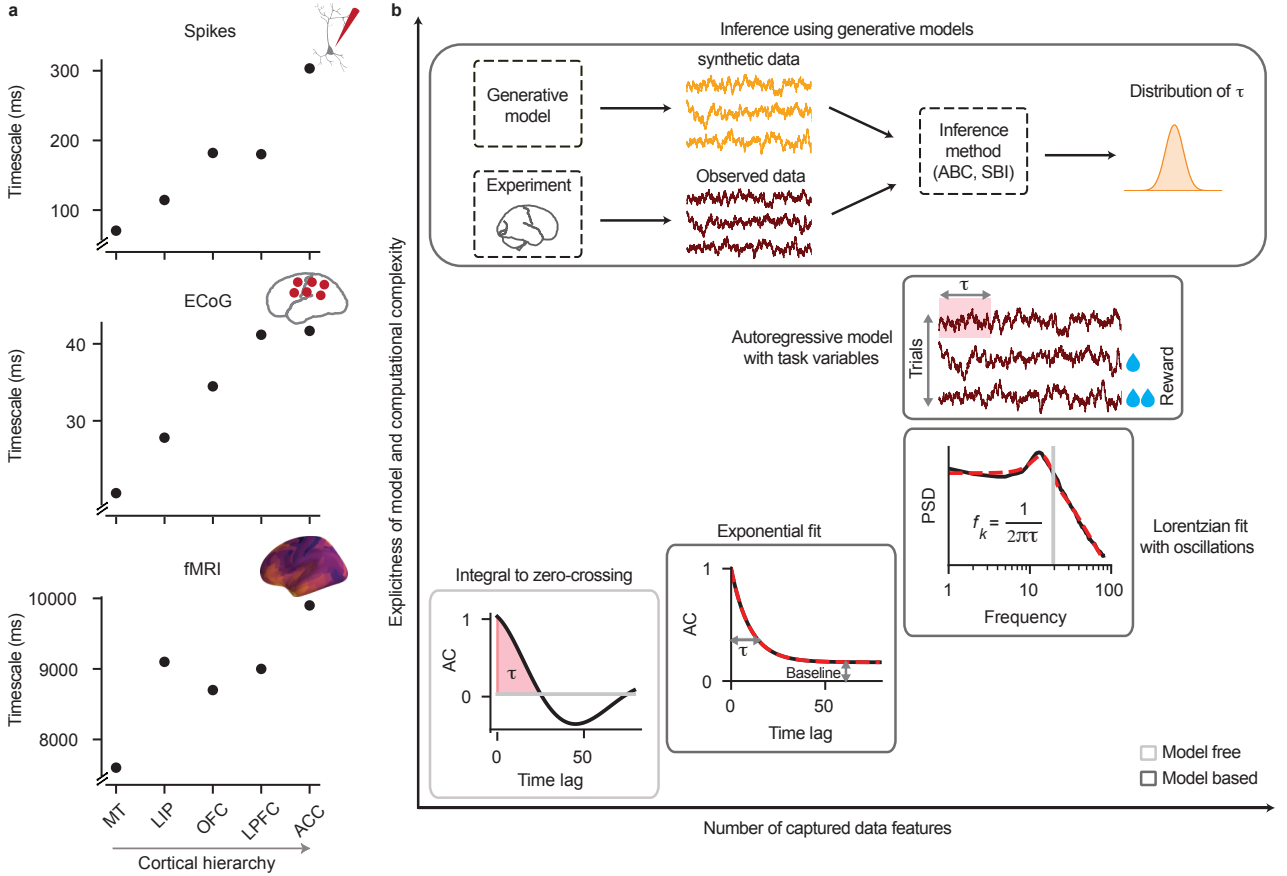 a
Spikes
Timescale (ms)
300
200
100
ECoG
Timescale (ms)
40
30
fMRI
Timescale (ms)
10000
9000
8000
MT
LIP
OFC
LPFC
ACC
Cortical hierarchy
b
Explicitness of model and computational complexity
Inference using generative models
Generative
model
synthetic data
Experiment
Observed data
Inference
method
(ABC, SBI)
Distribution of τ
Autoregressive model
with task variables
τ
Trials
Reward
Lorentzian fit
with oscillations
PSD
f_k = 1/2πτ
1
10
100
Frequency
Exponential fit
AC
1
0
τ
Baseline
0
50
Time lag
Integral to zero-crossing
AC
1
0
τ
0
50
Time lag
Model free
Model based
Number of captured data features